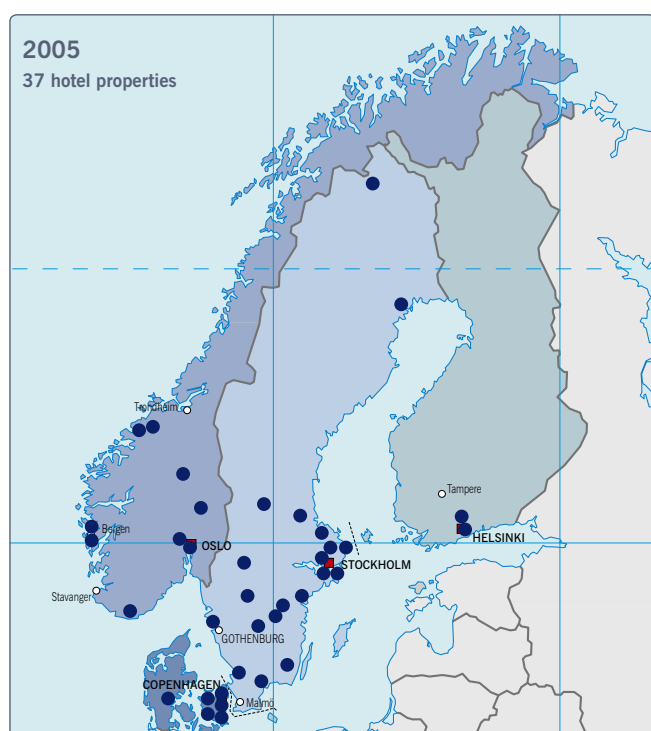 2005
37 hotel properties
Trondheim
Tampere
Bergen
HELSINKI
OSLO
STOCKHOLM
Stavanger
GOTHENBURG
COPENHAGEN
Malmö